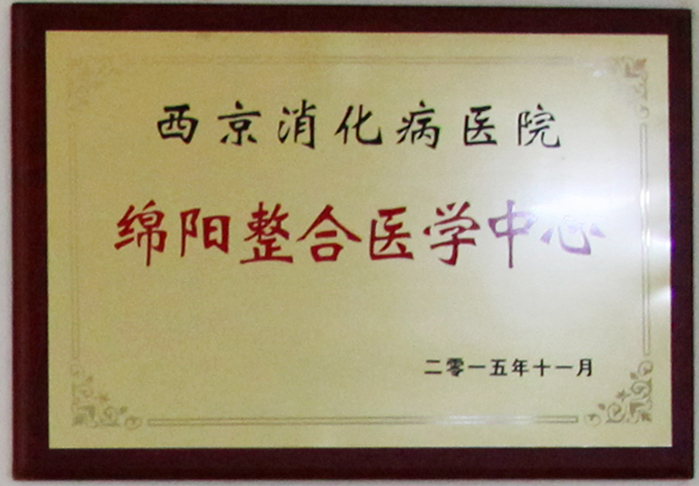 西京消化病医院
绵阳整合医学中心
二零一五年十一月